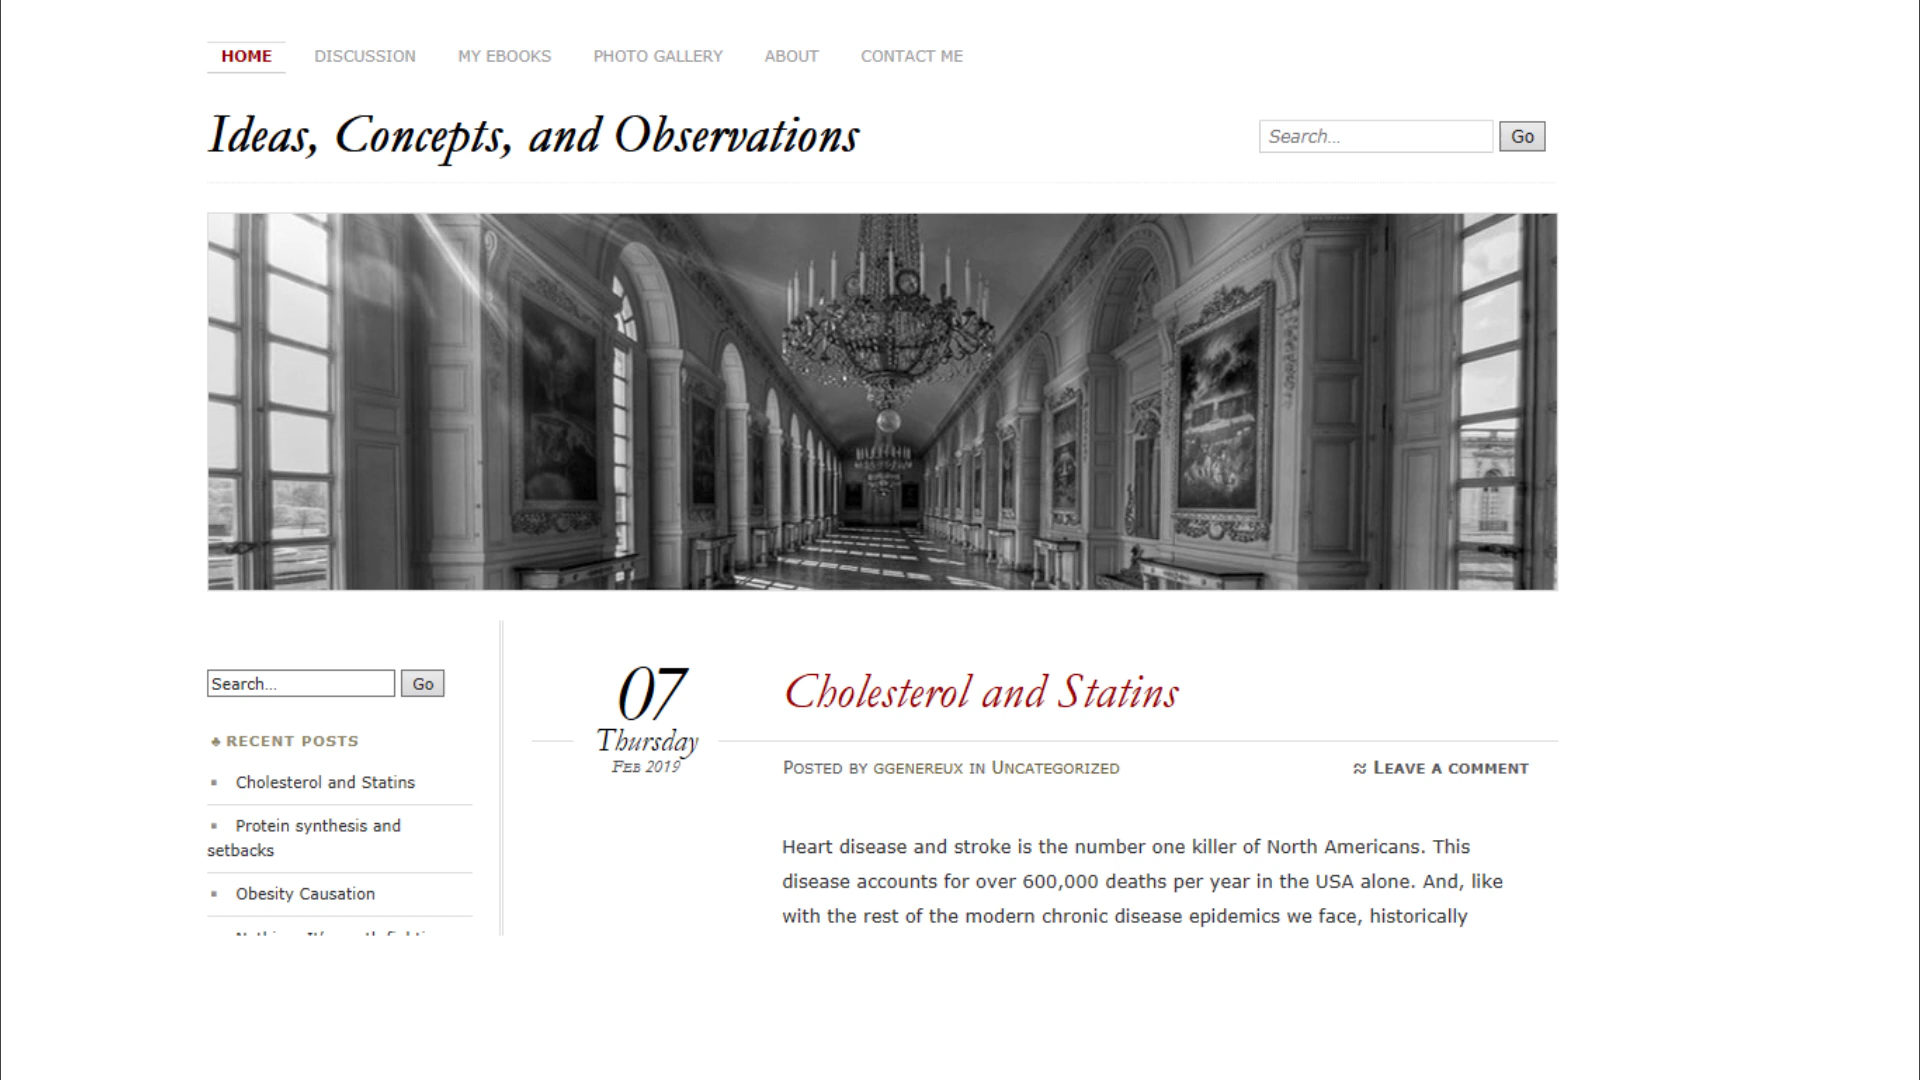 HOME DISCUSSION MY EBOOKS PHOTO GALLERY ABOUT CONTACT ME
Ideas, Concepts, and Observations
Search... Go
Search... Go
♣ RECENT POSTS
Cholesterol and Statins
Protein synthesis and
setbacks
Obesity Causation
07
Thursday
FEB 2019
Cholesterol and Statins
POSTED BY GGENEREUX IN UNCATEGORIZED
≈ LEAVE A COMMENT
Heart disease and stroke is the number one killer of North Americans. This
disease accounts for over 600,000 deaths per year in the USA alone. And, like
with the rest of the modern chronic disease epidemics we face, historically